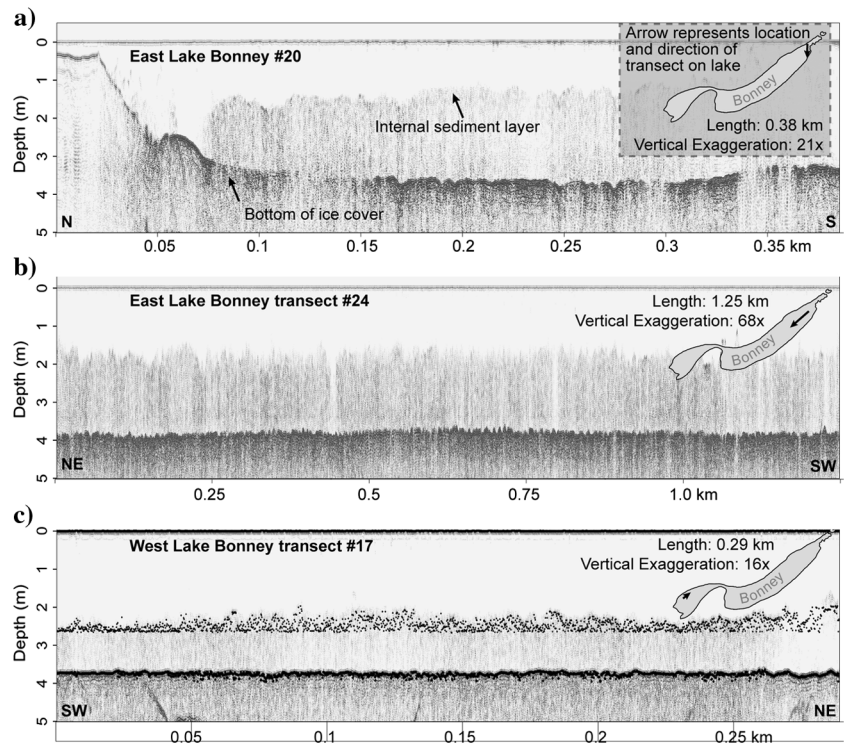 a)
0
1
2
3
4
5
Depth (m)
East Lake Bonney #20
Internal sediment layer
Bottom of ice cover
Arrow represents location
and direction of
transect on lake
Bonney
Length: 0.38 km
Vertical Exaggeration: 21x
N
S
0.05
0.1
0.15
0.2
0.25
0.3
0.35 km
b)
0
1
2
3
4
5
Depth (m)
East Lake Bonney transect #24
Length: 1.25 km
Vertical Exaggeration: 68x
Bonney
NE
SW
0.25
0.5
0.75
1.0 km
c)
0
1
2
3
4
5
Depth (m)
West Lake Bonney transect #17
Length: 0.29 km
Vertical Exaggeration: 16x
Bonney
SW
NE
0.05
0.1
0.15
0.2
0.25 km